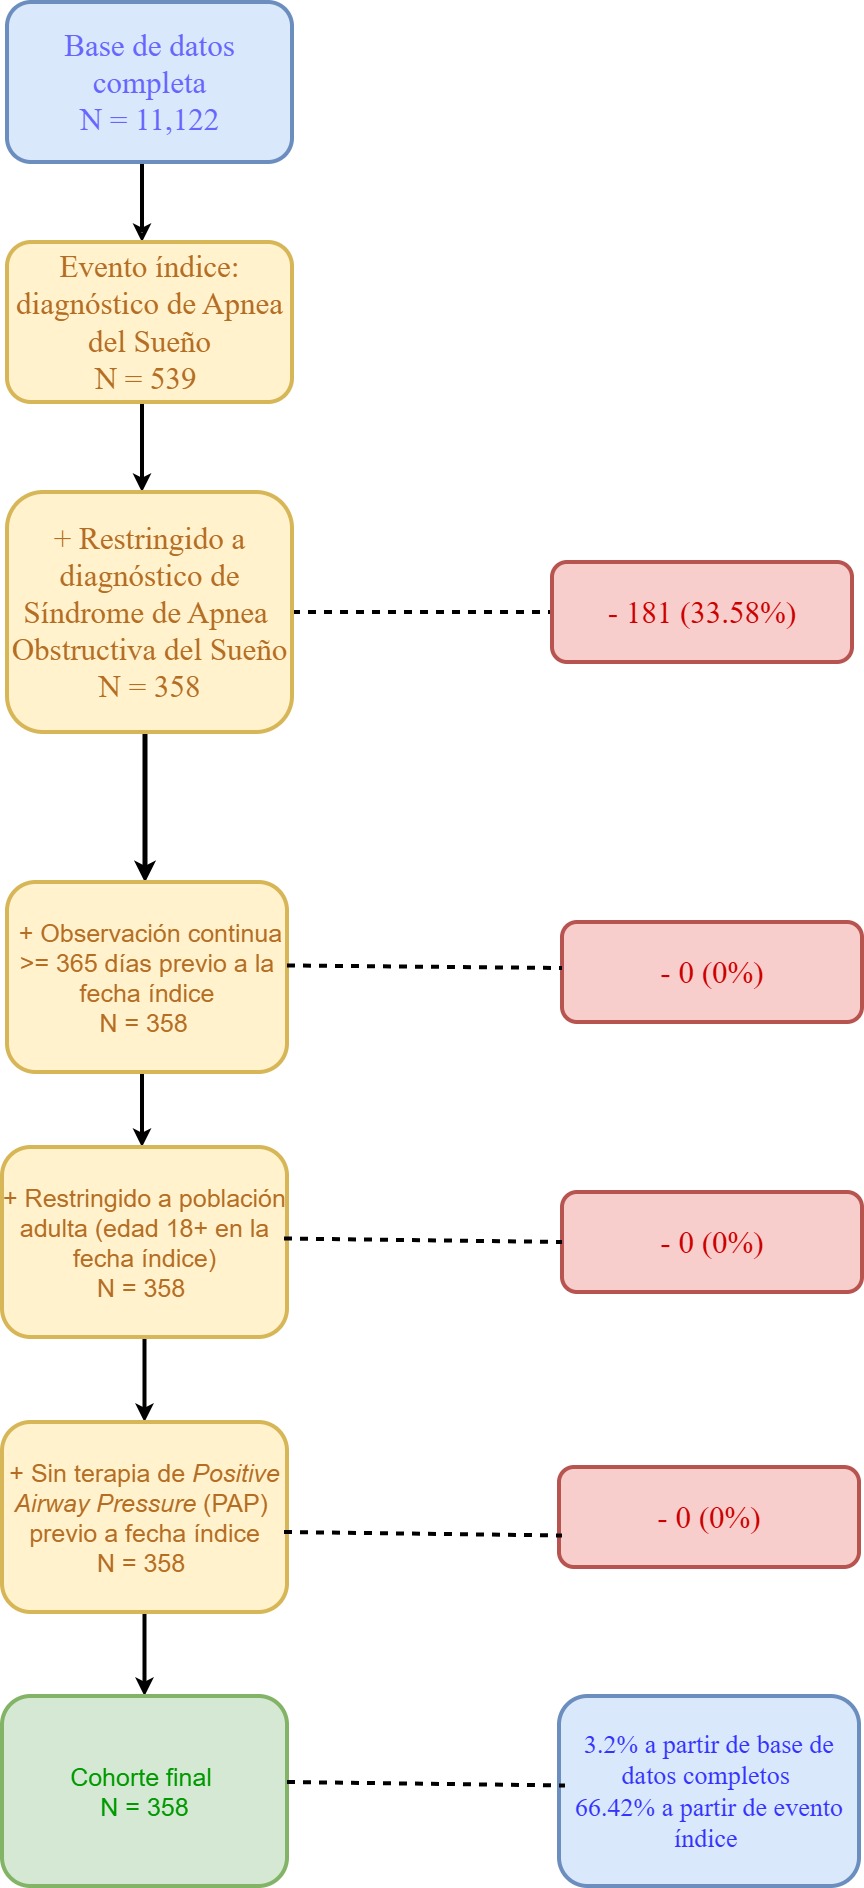 Base de datos
completa
N = 11,122
Evento índice:
diagnóstico de Apnea
del Sueño
N = 539
+ Restringido a
diagnóstico de
Síndrome de Apnea
Obstructiva del Sueño
N = 358
- 181 (33.58%)
+ Observación continua
>= 365 días previo a la
fecha índice
N = 358
- 0 (0%)
+ Restringido a población
adulta (edad 18+ en la
fecha índice)
N = 358
- 0 (0%)
+ Sin terapia de Positive
Airway Pressure (PAP)
previo a fecha índice
N = 358
- 0 (0%)
Cohorte final
N = 358
3.2% a partir de base de
datos completos
66.42% a partir de evento
índice